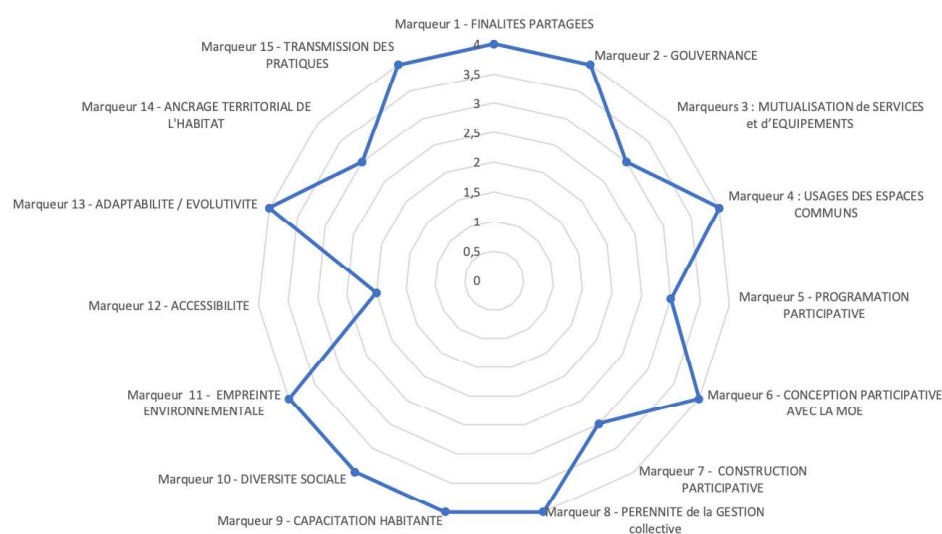 Marqueur 1 - FINALITES PARTAGEES
Marqueur 2 - GOUVERNANCE
Marqueurs 3 : MUTUALISATION de SERVICES
et d'EQUIPEMENTS
Marqueur 4 : USAGES DES ESPACES
COMMUNS
Marqueur 5 - PROGRAMATION
PARTICIPATIVE
Marqueur 6 - CONCEPTION PARTICIPATIVE
AVEC LA MOE
Marqueur 7 - CONSTRUCTION
PARTICIPATIVE
Marqueur 8 - PERENNITE de la GESTION
collective
Marqueur 9 - CAPACITATION HABITANTE
Marqueur 10 - DIVERSITE SOCIALE
Marqueur 11 - EMPREINTE
ENVIRONNEMENTALE
Marqueur 12 - ACCESSIBILITE
Marqueur 13 - ADAPTABILITE / EVOLUTIVITE
Marqueur 14 - ANCRAGE TERRITORIAL DE
L'HABITAT
Marqueur 15 - TRANSMISSION DES
PRATIQUES
4
3,5
3
2,5
2
1,5
1
0,5
0